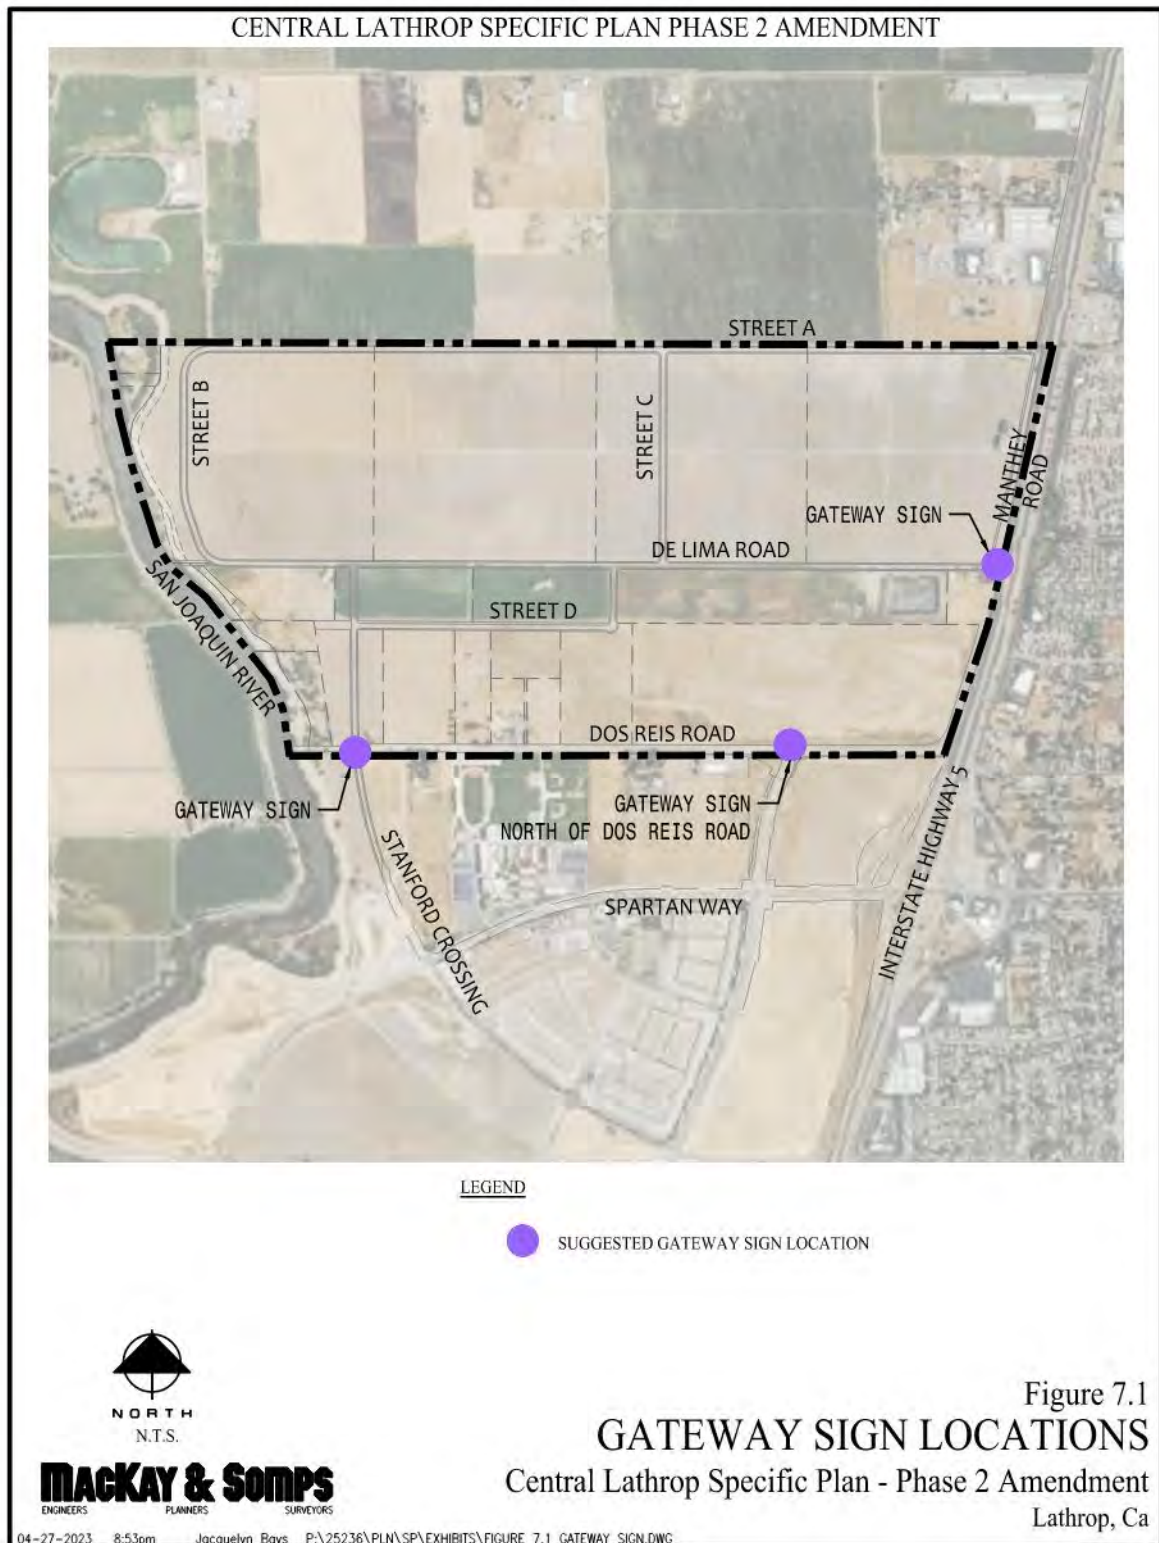 CENTRAL LATHROP SPECIFIC PLAN PHASE 2 AMENDMENT
STREET A
STREET B
STREET C
MANTHEY
ROAD
GATEWAY SIGN
DE LIMA ROAD
STREET D
SAN JOAQUIN RIVER
DOS REIS ROAD
GATEWAY SIGN
GATEWAY SIGN
NORTH OF DOS REIS ROAD
STANFORD CROSSING
SPARTAN WAY
INTERSTATE HIGHWAY 5
LEGEND
SUGGESTED GATEWAY SIGN LOCATION
NORTH
N.T.S.
Figure 7.1
GATEWAY SIGN LOCATIONS
Central Lathrop Specific Plan - Phase 2 Amendment
Lathrop, Ca
MACKAY & SOMPS
ENGINEERS PLANNERS SURVEYORS
04-27-2023 8:53pm Jacquelyn Bays P:\25236\PLN\SP\EXHIBITS\FIGURE 7.1 GATEWAY SIGN.DWG